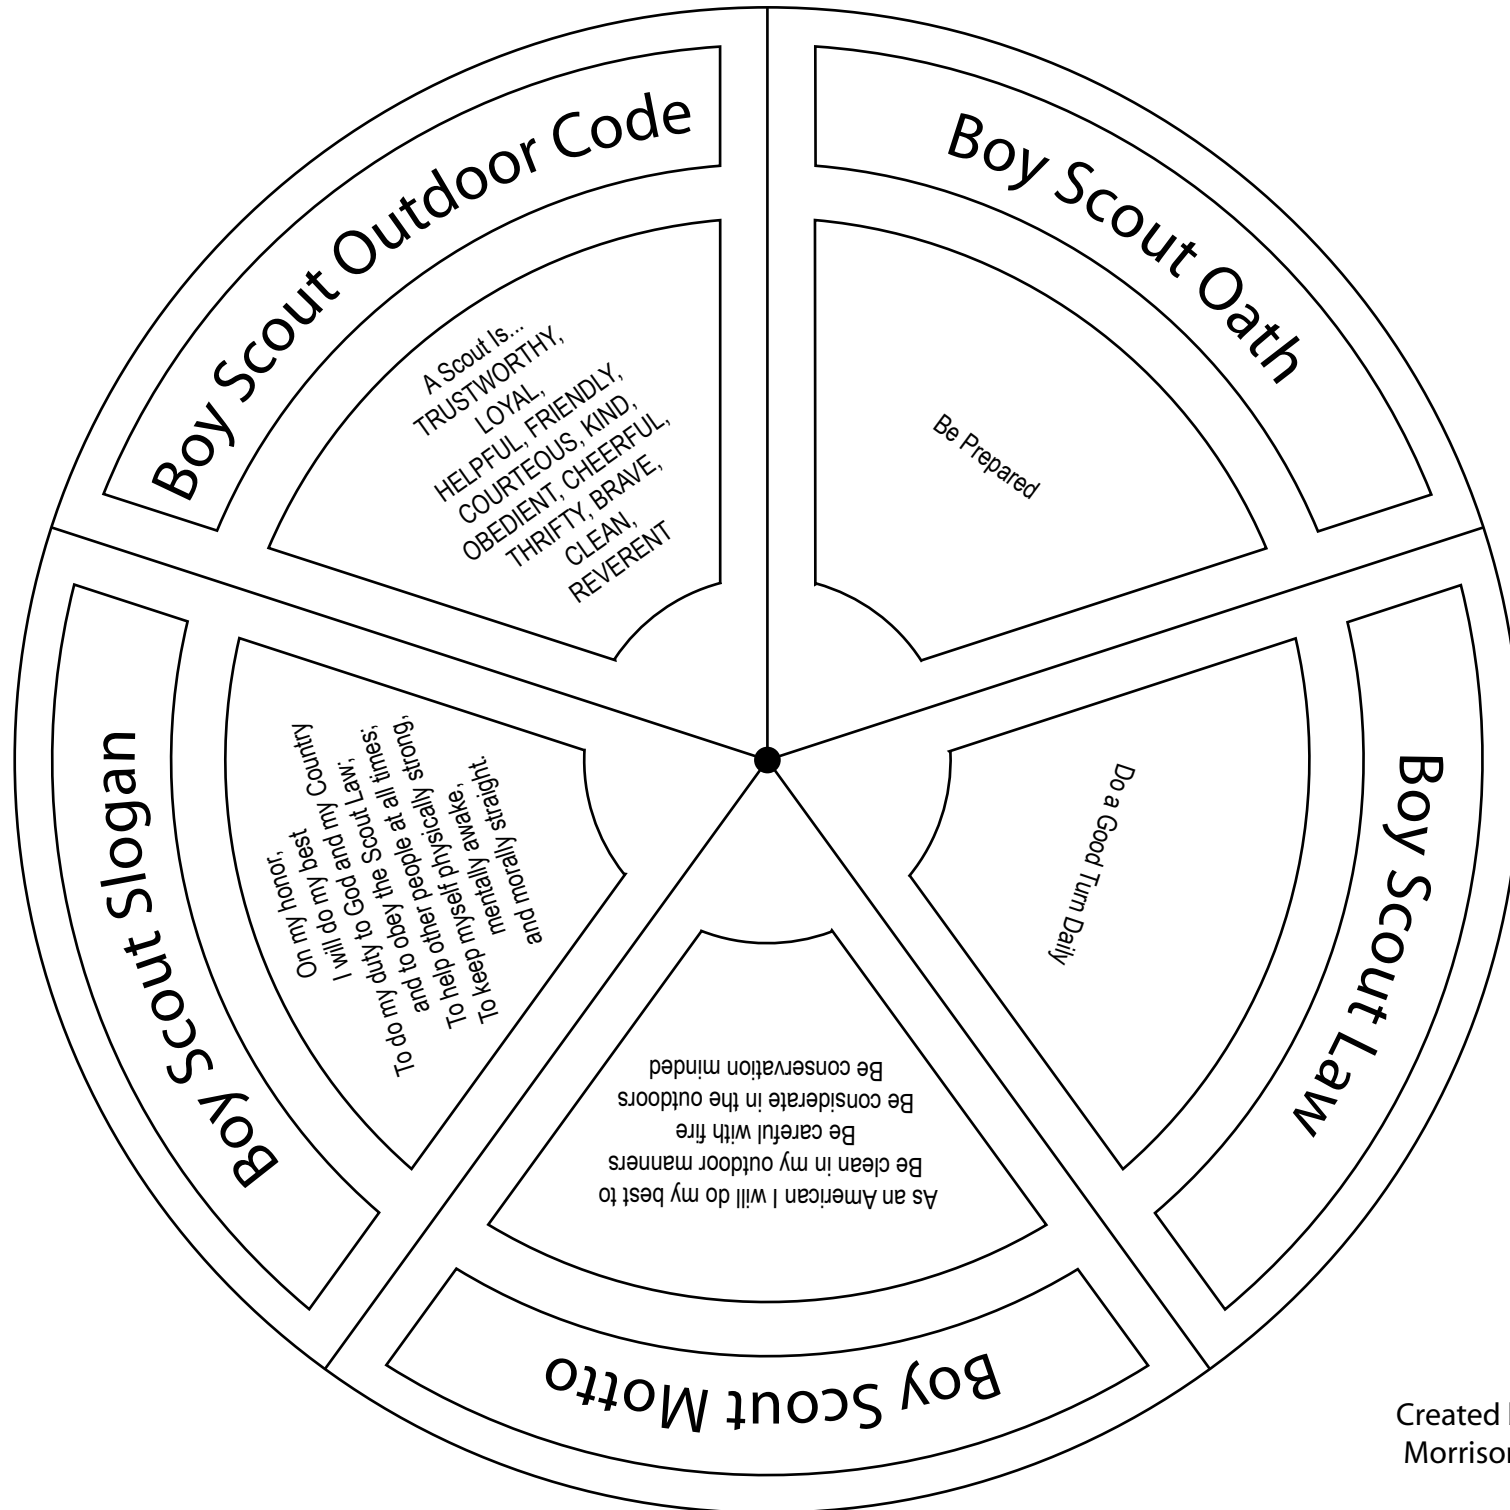 Boy Scout Outdoor Code
A Scout Is...
TRUSTWORTHY,
LOYAL,
HELPFUL, FRIENDLY,
COURTEOUS, KIND,
OBEDIENT, CHEERFUL,
THRIFTY, BRAVE,
CLEAN,
REVERENT
Boy Scout Oath
Be Prepared
Boy Scout Law
Do a Good Turn Daily
Boy Scout Motto
As an American I will do my best to
Be clean in my outdoor manners
Be careful with fire
Be considerate in the outdoors
Be conservation minded
Boy Scout Slogan
On my honor,
I will do my best
To do my duty to God and my Country
and to obey the Scout Law;
To help other people at all times;
To keep myself physically strong,
mentally awake,
and morally straight.
Created
Morrison